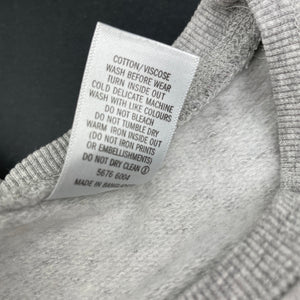 COTTON/VISCOSE
WASH BEFORE WEAR
TURN INSIDE OUT
COLD DELICATE MACHINE
WASH WITH LIKE COLOURS
DO NOT BLEACH
DO NOT TUMBLE DRY
WARM IRON INSIDE OUT
(DO NOT IRON PRINTS
OR EMBELLISHMENTS)
DO NOT DRY CLEAN
5676 6004
MADE IN